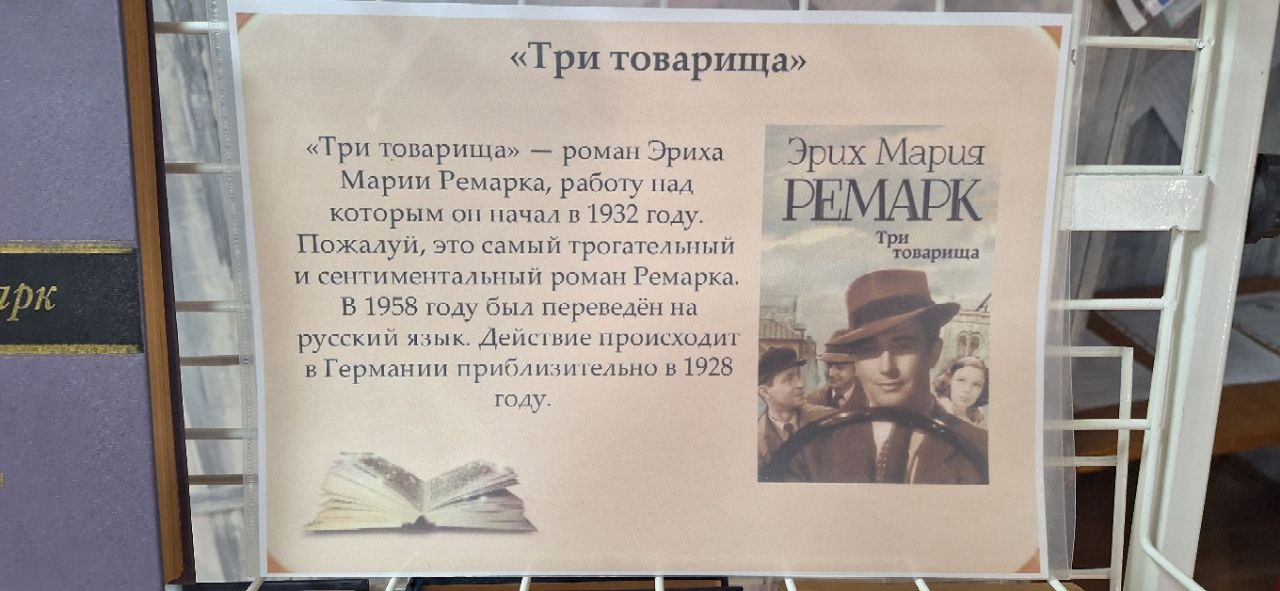 «Три товарища»
«Три товарища» — роман Эриха
Марии Ремарка, работу над
которым он начал в 1932 году.
Пожалуй, это самый трогательный
и сентиментальный роман Ремарка.
В 1958 году был переведён на
русский язык. Действие происходит
в Германии приблизительно в 1928
году.
Эрих Мария
РЕМАРК
Три
товарища
арк